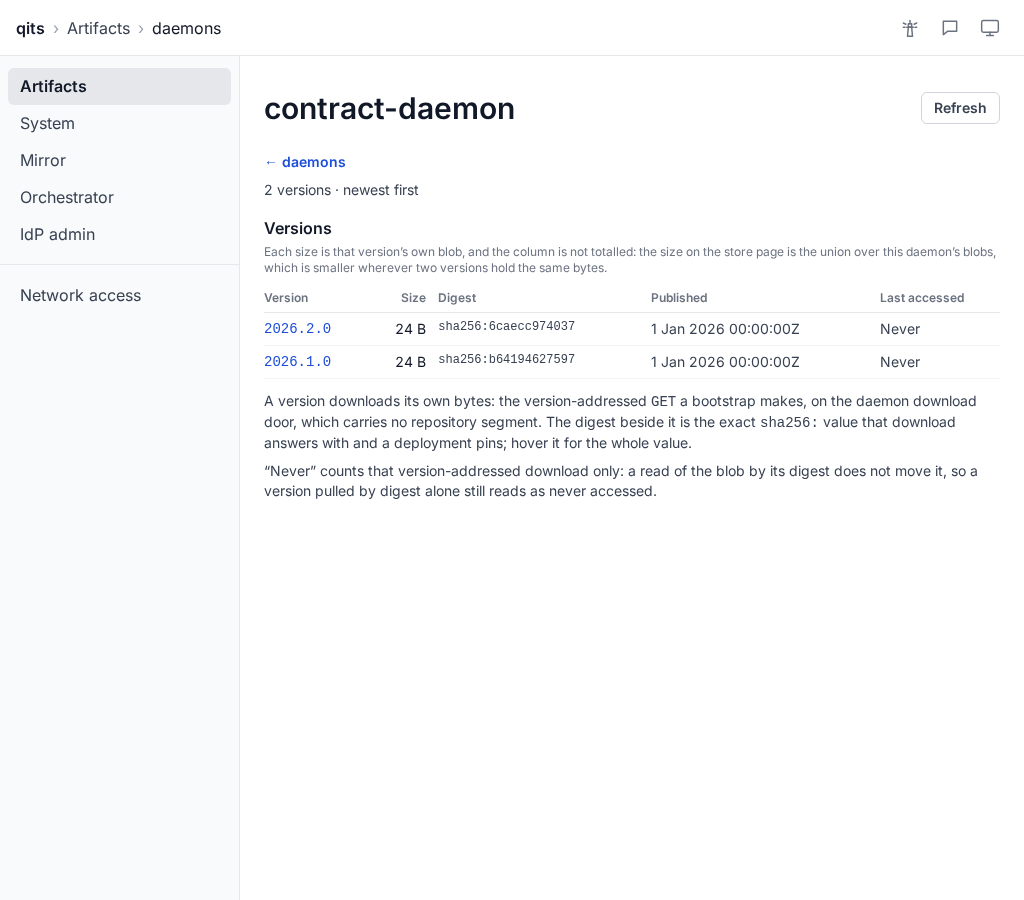 qits › Artifacts › daemons
Artifacts
System
Mirror
Orchestrator
IdP admin
Network access
contract-daemon
Refresh
← daemons
2 versions · newest first
Versions
Each size is that version’s own blob, and the column is not totalled: the size on the store page is the union over this daemon’s blobs,
which is smaller wherever two versions hold the same bytes.
Version Size Digest Published Last accessed
2026.2.0 24 B sha256:6caecc974037 1 Jan 2026 00:00:00Z Never
2026.1.0 24 B sha256:b64194627597 1 Jan 2026 00:00:00Z Never
A version downloads its own bytes: the version-addressed GET a bootstrap makes, on the daemon download
door, which carries no repository segment. The digest beside it is the exact sha256: value that download
answers with and a deployment pins; hover it for the whole value.
“Never” counts that version-addressed download only: a read of the blob by its digest does not move it, so a
version pulled by digest alone still reads as never accessed.